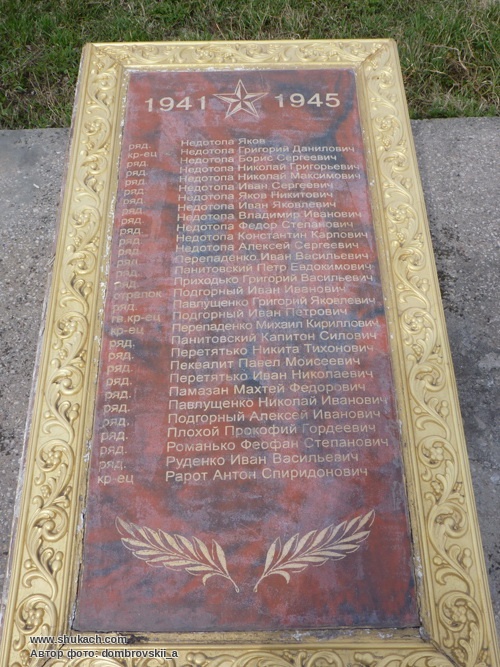 1941 1945
ряд. Недотопа Яков
кр-ец Недотопа Григорий Данилович
ряд. Недотопа Борис Сергеевич
ряд. Недотопа Николай Григорьевич
ряд. Недотопа Николай Максимович
ряд. Недотопа Иван Сергеевич
ряд. Недотопа Яков Никитович
ряд. Недотопа Иван Яковлевич
ряд. Недотопа Владимир Иванович
ряд. Недотопа Федор Степанович
ряд. Недотопа Константин Карпович
ряд. Недотопа Алексей Сергеевич
ряд. Перепаденко Иван Васильевич
ряд. Панитовский Петр Евдокимович
ряд. Приходько Григорий Васильевич
Подгорный Иван Иванович
ряд. Павлущенко Григорий Яковлевич
гв.кр-ец Подгорный Иван Петрович
кр-ец Перепаденко Михаил Кириллович
ряд. Панитовский Капитон Силович
ряд. Перетятько Никита Тихонович
ряд. Пеквалит Павел Моисеевич
ряд. Перетятько Иван Николаевич
ряд. Памазан Махтей Федорович
ряд. Павлущенко Николай Иванович
ряд. Подгорный Алексей Иванович
ряд. Плохой Прокофий Гордеевич
ряд. Романько Феофан Степанович
ряд. Руденко Иван Васильевич
кр-ец Рарот Антон Спиридонович
www.shukach.com
Автор фото: dombrovskii_a